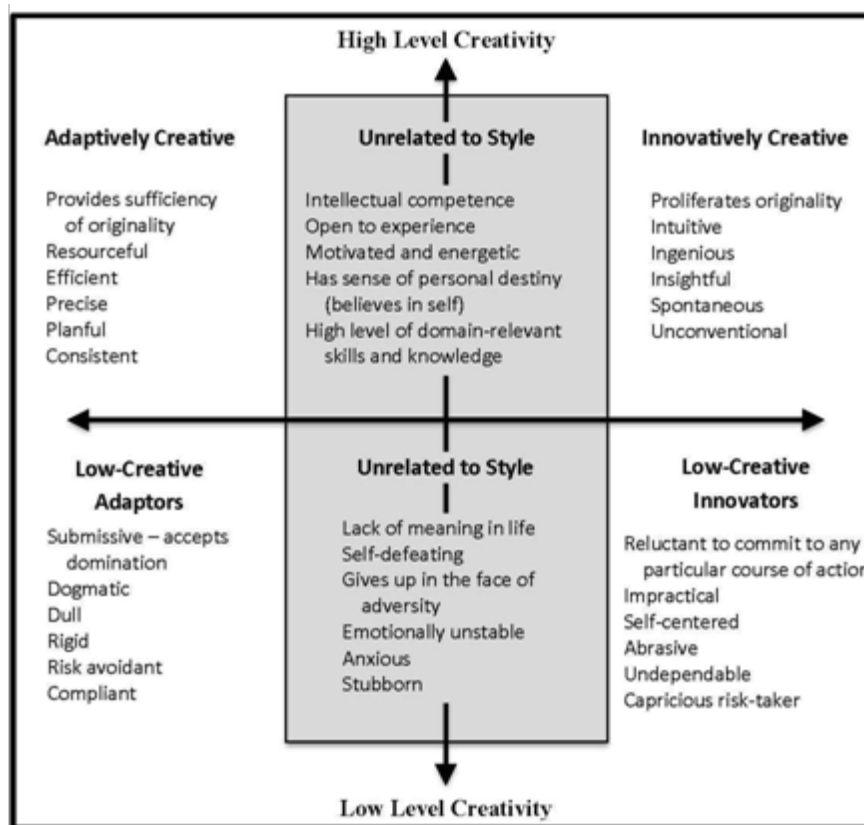 High Level Creativity
Adaptively Creative
Provides sufficiency
of originality
Resourceful
Efficient
Precise
Planful
Consistent
Unrelated to Style
Intellectual competence
Open to experience
Motivated and energetic
Has sense of personal destiny
(believes in self)
High level of domain-relevant
skills and knowledge
Innovatively Creative
Proliferates originality
Intuitive
Ingenious
Insightful
Spontaneous
Unconventional
Low-Creative
Adaptors
Submissive – accepts
domination
Dogmatic
Dull
Rigid
Risk avoidant
Compliant
Unrelated to Style
Lack of meaning in life
Self-defeating
Gives up in the face of
adversity
Emotionally unstable
Anxious
Stubborn
Low-Creative
Innovators
Reluctant to commit to any
particular course of action
Impractical
Self-centered
Abrasive
Undependable
Capricious risk-taker
Low Level Creativity